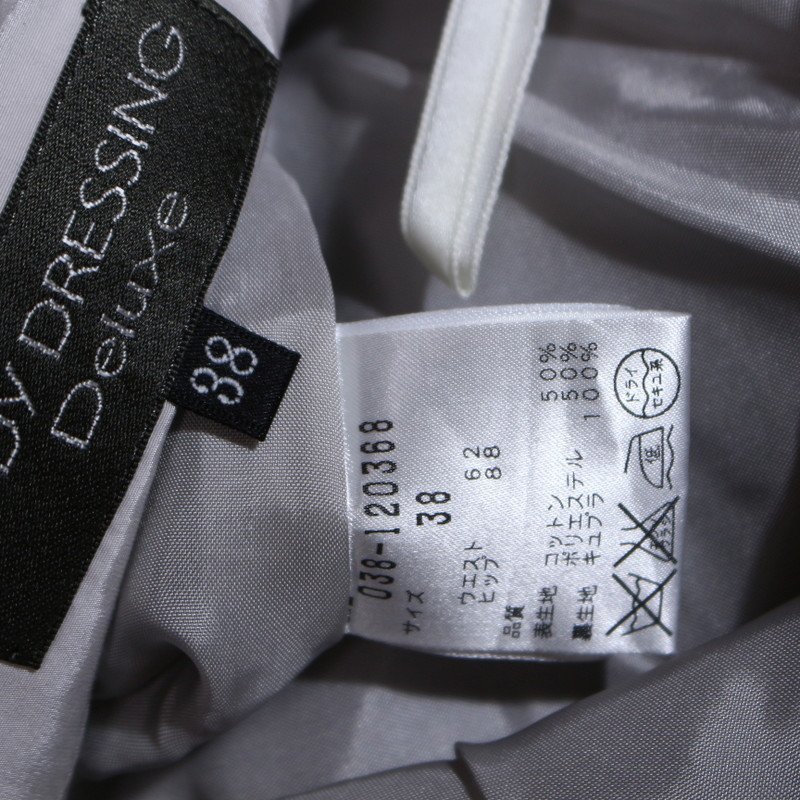 DY DRESSING
Deluxe
38
038-120368
サイズ 38
ウエスト 62
ヒップ 88
品質
表生地 コットン 50%
ポリエステル 50%
裏生地 キュプラ 100%
ドライ
セキユ系
低